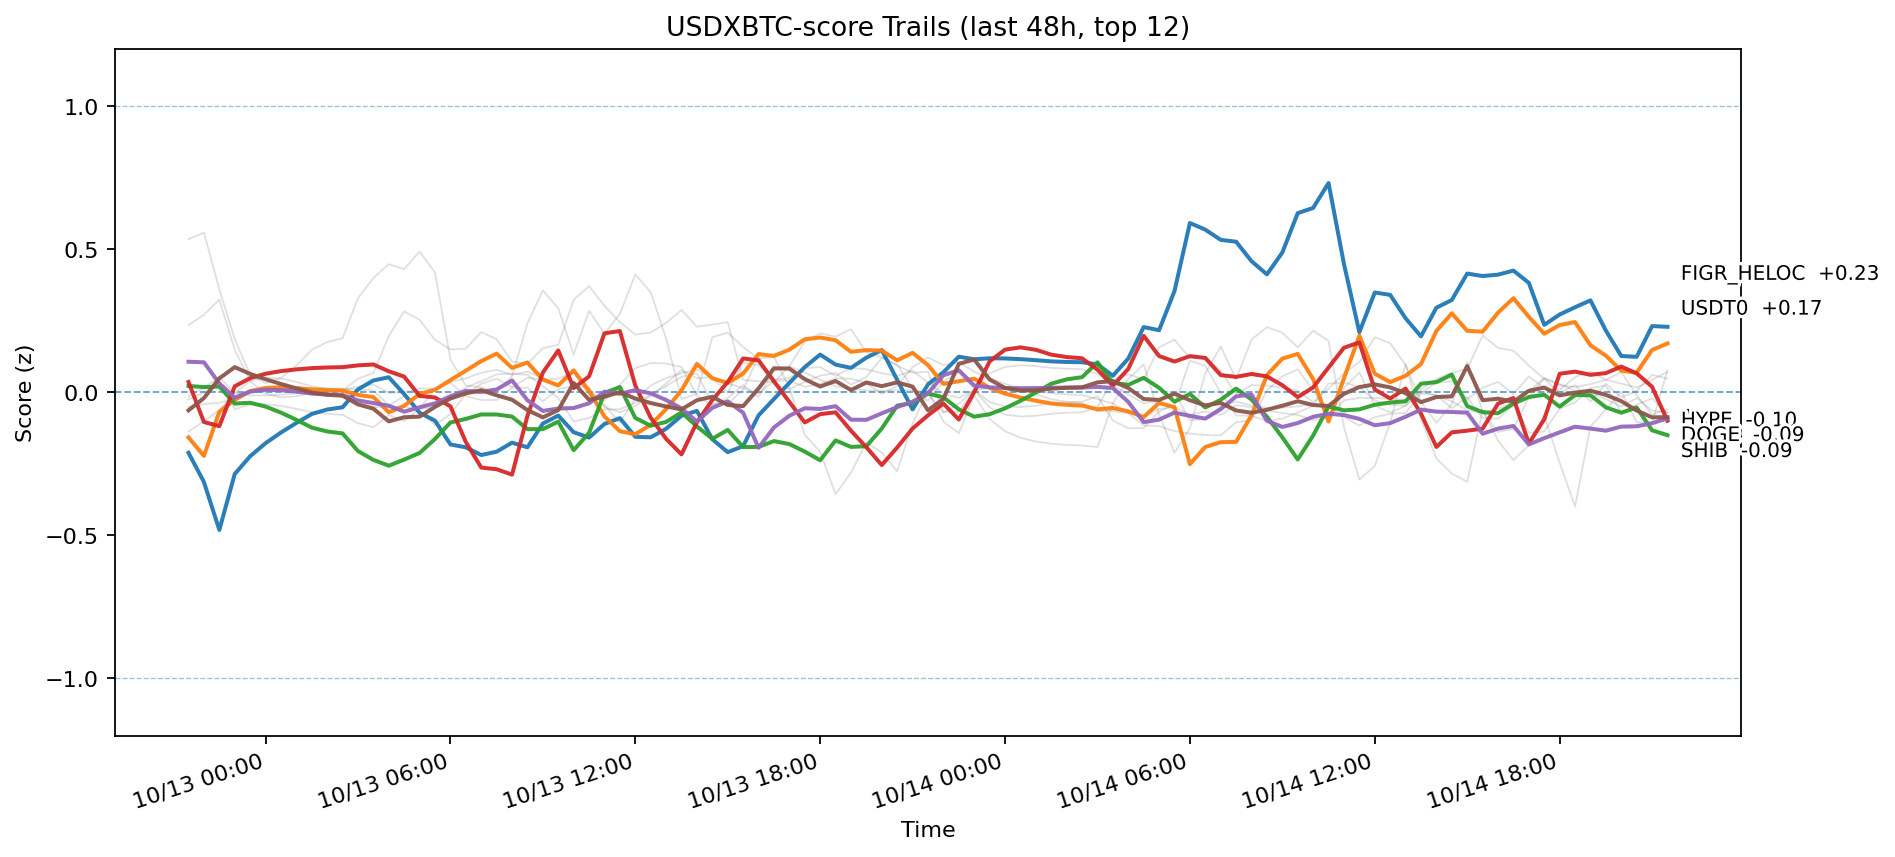 USDXBTC-score Trails (last 48h, top 12)
Score (z)
1.0
0.5
0.0
−0.5
−1.0
FIGR_HELOC +0.23
USDT0 +0.17
HYPE -0.10
DOGE -0.09
SHIB -0.09
10/13 00:00
10/13 06:00
10/13 12:00
10/13 18:00
10/14 00:00
10/14 06:00
10/14 12:00
10/14 18:00
Time